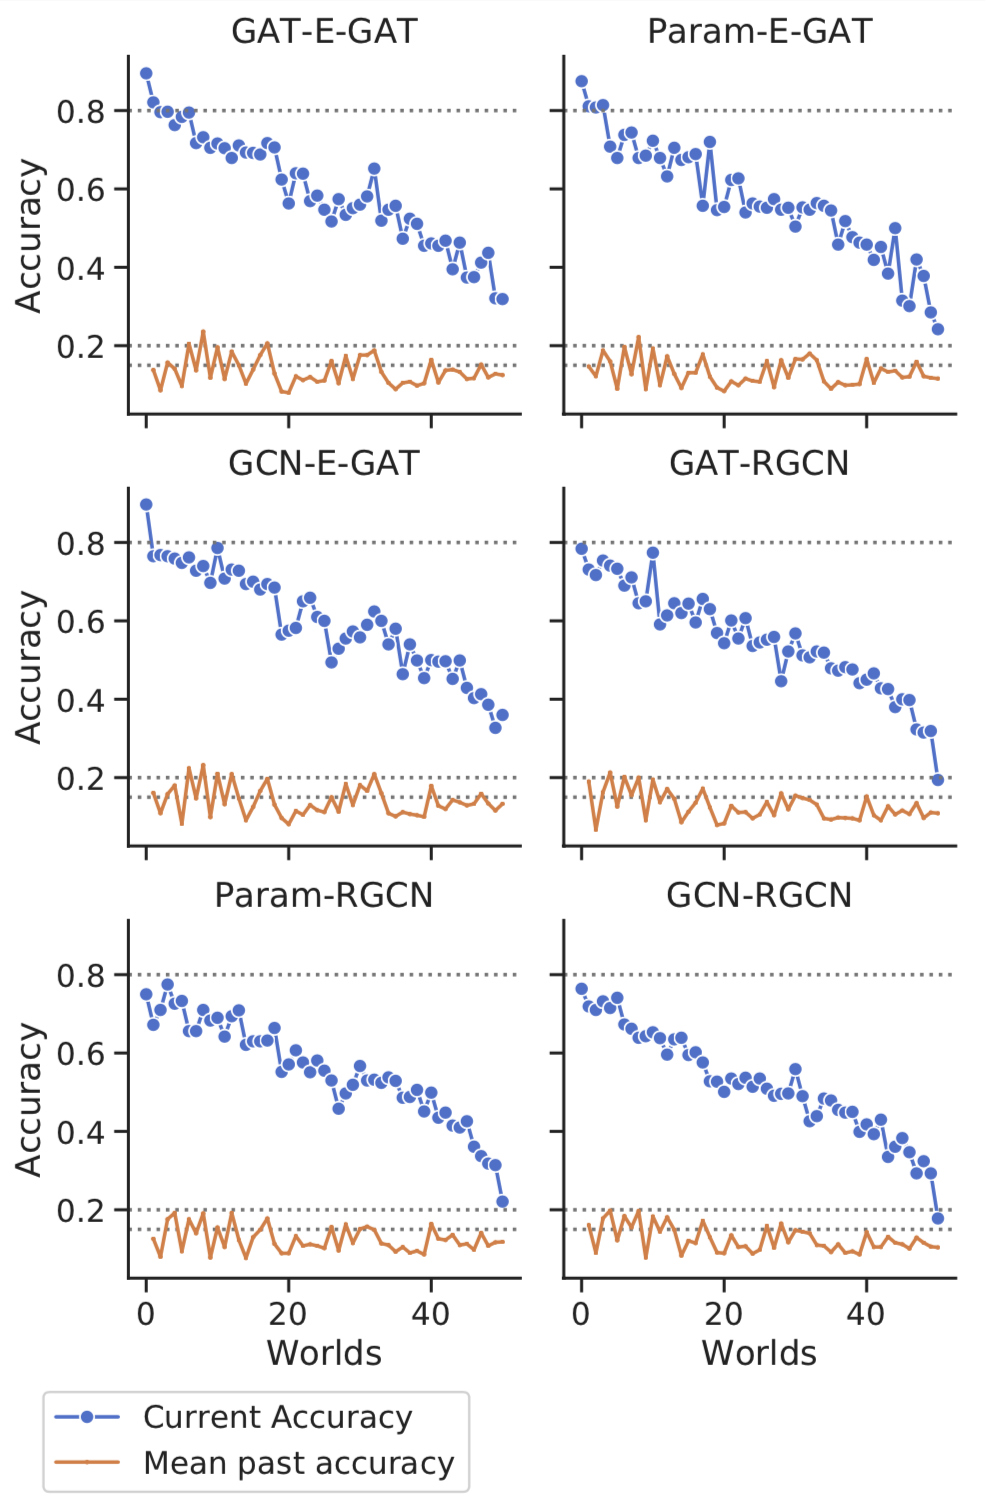 GAT-E-GAT Param-E-GAT
Accuracy
0.8
0.6
0.4
0.2
GCN-E-GAT GAT-RGCN
Accuracy
0.8
0.6
0.4
0.2
Param-RGCN GCN-RGCN
Accuracy
0.8
0.6
0.4
0.2
0 20 40 0 20 40
Worlds Worlds
Current Accuracy
Mean past accuracy